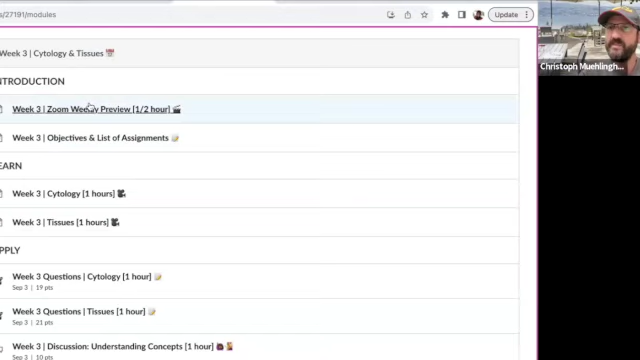 s/27191/modules
Update
Week 3 | Cytology & Tissues
NTRODUCTION
Week 3 | Zoom Weekly Preview [1/2 hour]
Week 3 | Objectives & List of Assignments
EARN
Week 3 | Cytology [1 hours]
Week 3 | Tissues [1 hours]
PPLY
Week 3 Questions | Cytology [1 hour]
Sep 3 | 19 pts
Week 3 Questions | Tissues [1 hour]
Sep 3 | 21 pts
Week 3 | Discussion: Understanding Concepts [1 hour]
Sep 3 | 10 pts
Christoph Muehlingh...